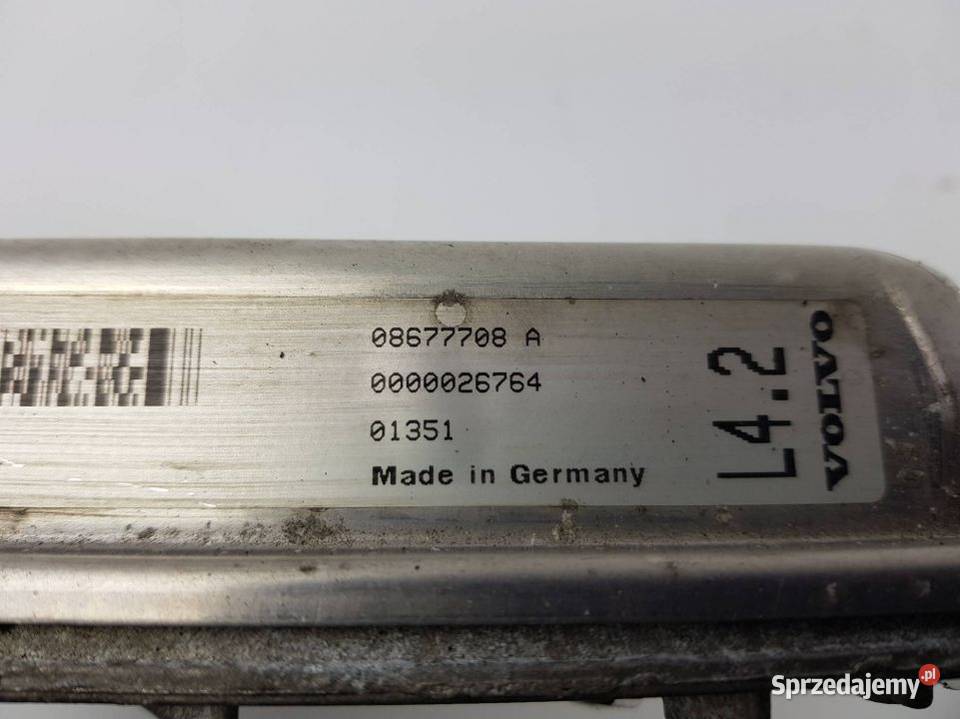 08677708 A
0000026764
01351
Made in Germany
L4.2
VOLVO
Sprzedajemy.pl